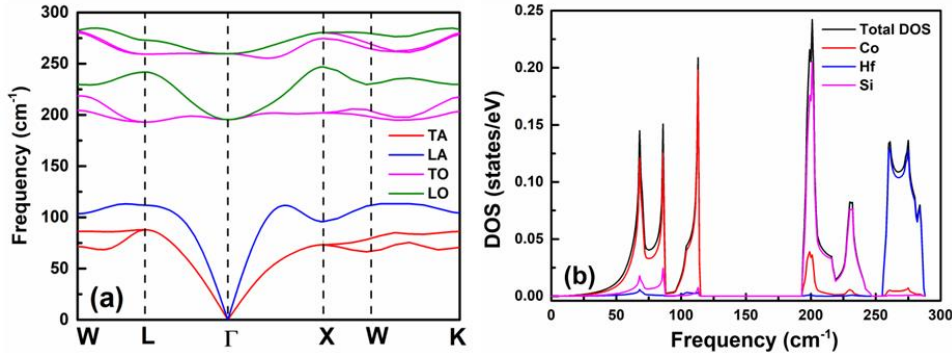 300
250
200
150
100
50
0
Frequency (cm-1)
TA
LA
TO
LO
(a)
W L Γ X W K
0.25
0.20
0.15
0.10
0.05
0.00
DOS (states/eV)
Total DOS
Co
Hf
Si
(b)
0 50 100 150 200 250 300
Frequency (cm-1)